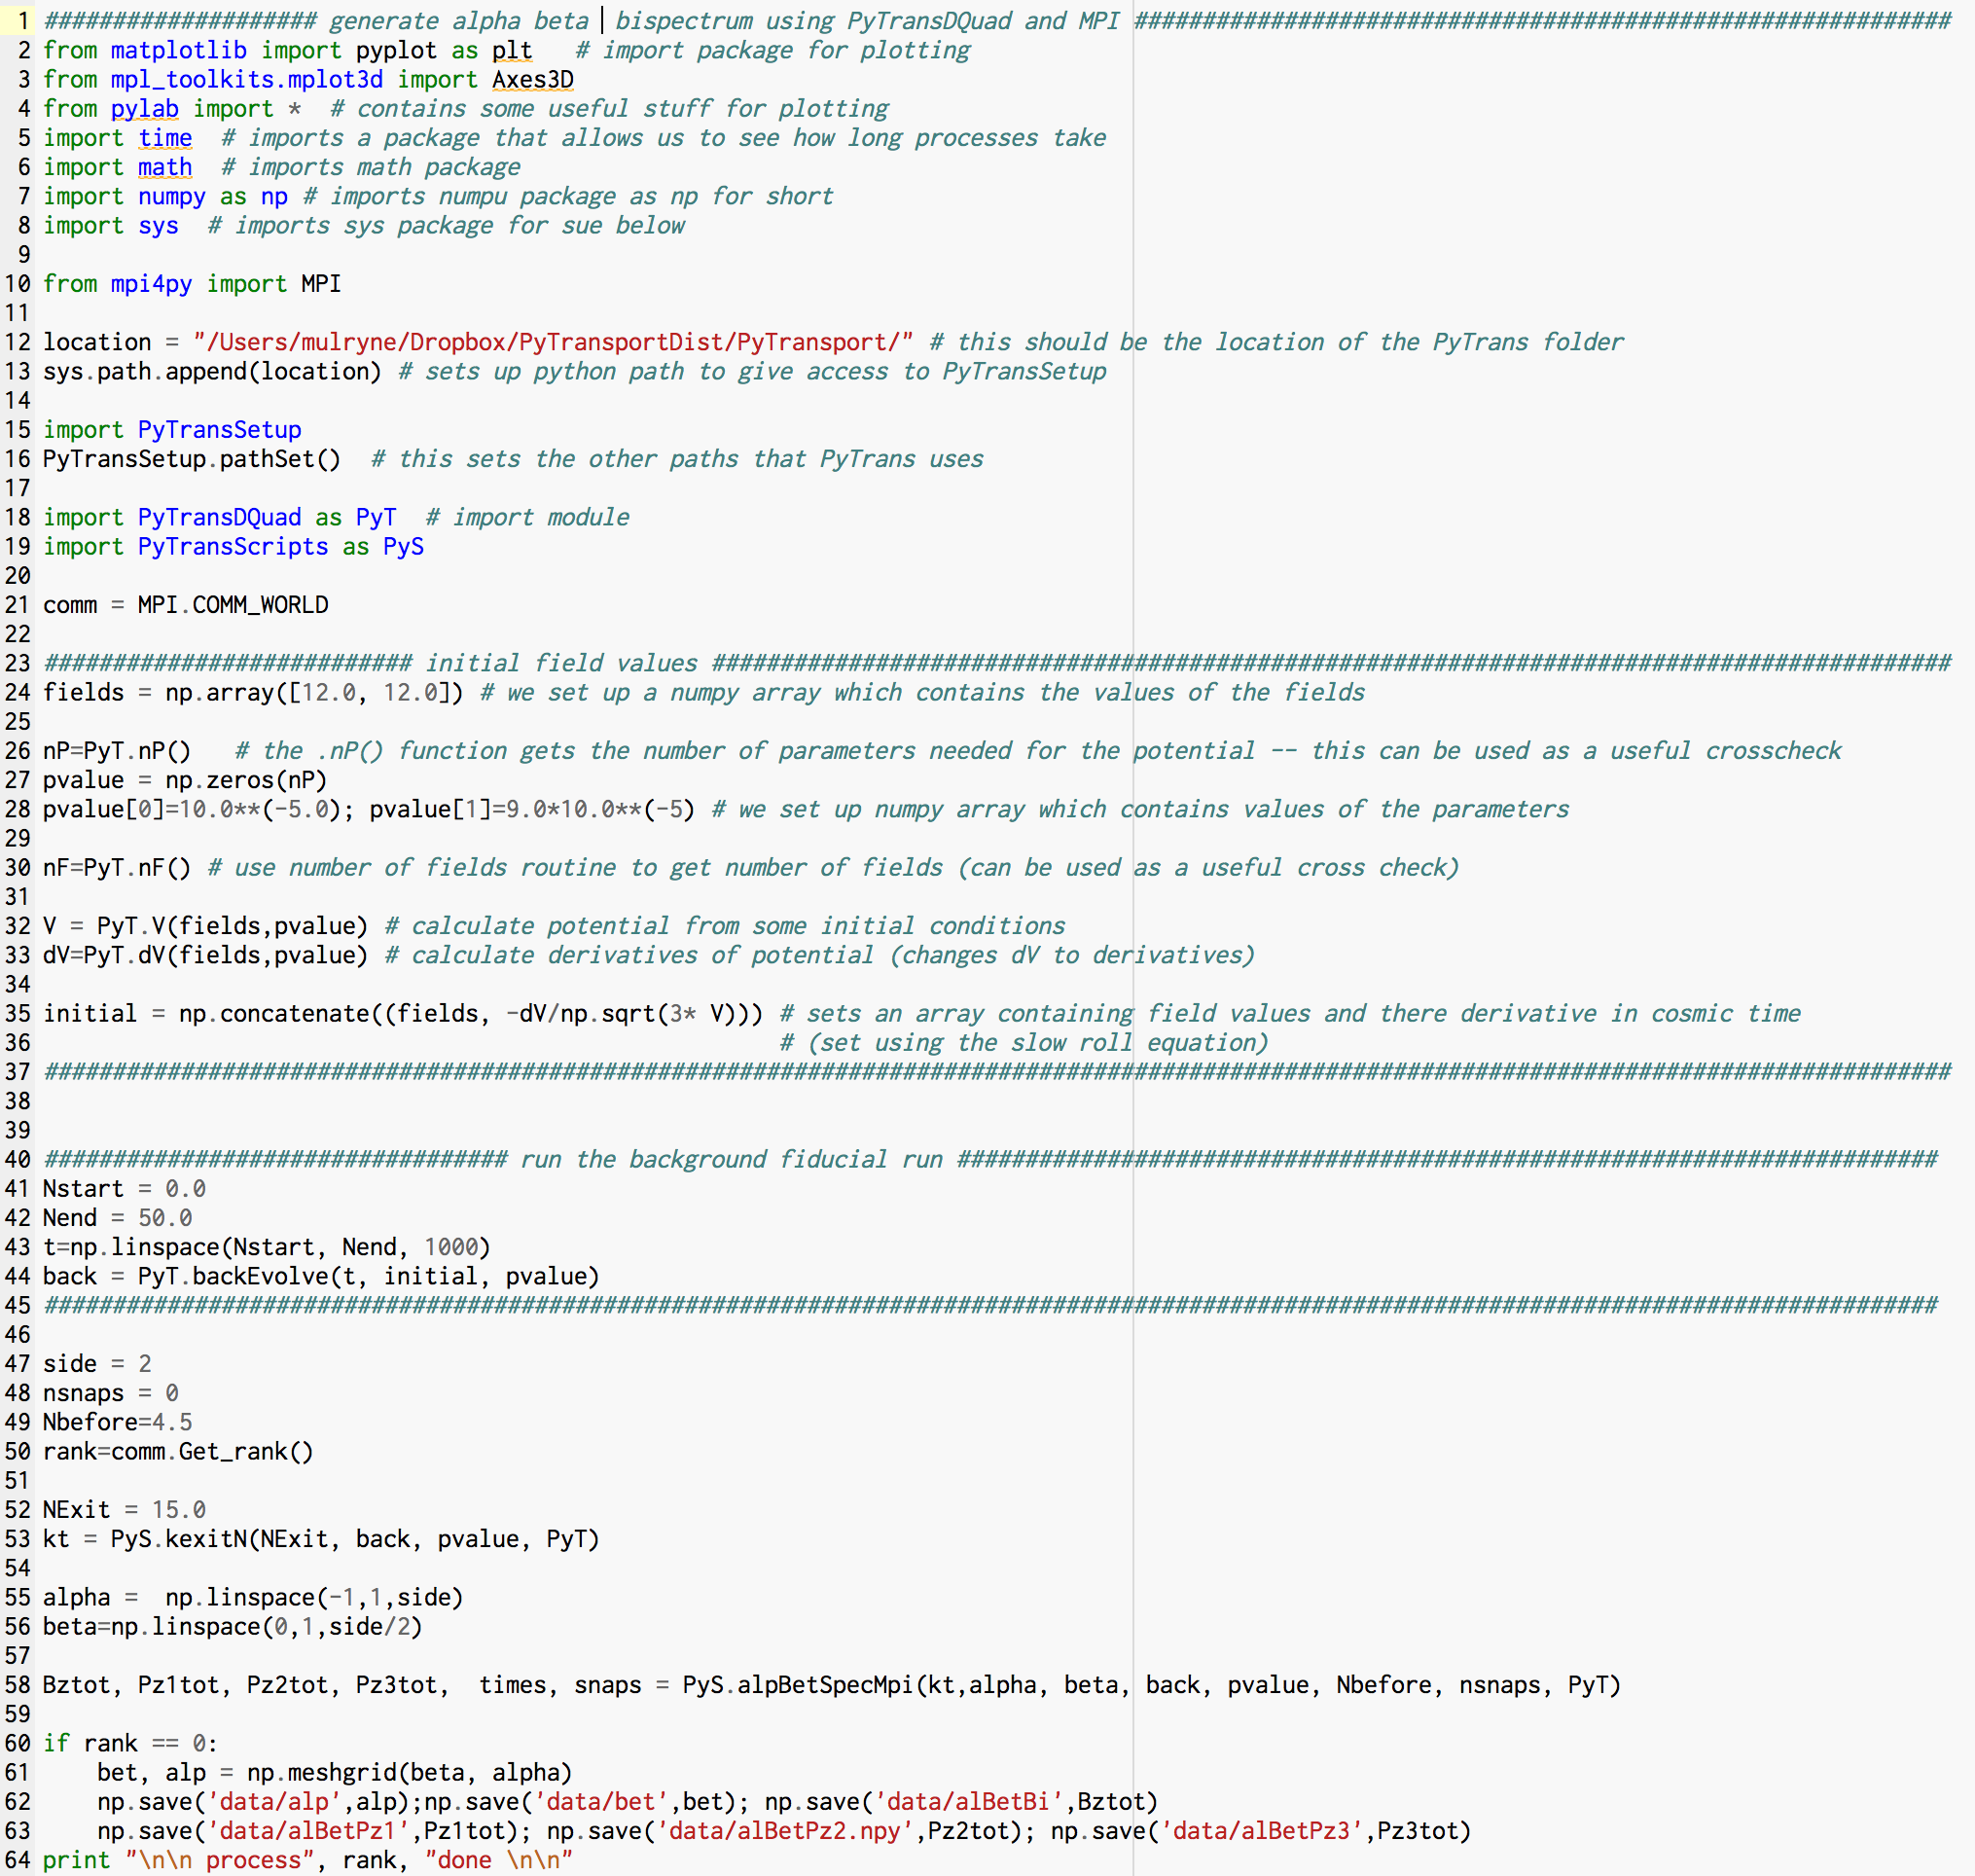 1 #################### generate alpha beta | bispectrum using PyTransDQuad and MPI ############################################################
2 from matplotlib import pyplot as plt   # import package for plotting
3 from mpl_toolkits.mplot3d import Axes3D
4 from pylab import *  # contains some useful stuff for plotting
5 import time  # imports a package that allows us to see how long processes take
6 import math  # imports math package
7 import numpy as np # imports numpu package as np for short
8 import sys  # imports sys package for sue below
9
10 from mpi4py import MPI
11
12 location = "/Users/mulryne/Dropbox/PyTransportDist/PyTransport/" # this should be the location of the PyTrans folder
13 sys.path.append(location) # sets up python path to give access to PyTransSetup
14
15 import PyTransSetup
16 PyTransSetup.pathSet()  # this sets the other paths that PyTrans uses
17
18 import PyTransDQuad as PyT  # import module
19 import PyTransScripts as PyS
20
21 comm = MPI.COMM_WORLD
22
23 ########################### initial field values ###########################################################################################
24 fields = np.array([12.0, 12.0]) # we set up a numpy array which contains the values of the fields
25
26 nP=PyT.nP()   # the .nP() function gets the number of parameters needed for the potential -- this can be used as a useful crosscheck
27 pvalue = np.zeros(nP)
28 pvalue[0]=10.0**(-5.0); pvalue[1]=9.0*10.0**(-5) # we set up numpy array which contains values of the parameters
29
30 nF=PyT.nF() # use number of fields routine to get number of fields (can be used as a useful cross check)
31
32 V = PyT.V(fields,pvalue) # calculate potential from some initial conditions
33 dV=PyT.dV(fields,pvalue) # calculate derivatives of potential (changes dV to derivatives)
34
35 initial = np.concatenate((fields, -dV/np.sqrt(3* V))) # sets an array containing field values and there derivative in cosmic time
36                                                       # (set using the slow roll equation)
37 ############################################################################################################################################
38
39
40 ################################## run the background fiducial run ########################################################################
41 Nstart = 0.0
42 Nend = 50.0
43 t=np.linspace(Nstart, Nend, 1000)
44 back = PyT.backEvolve(t, initial, pvalue)
45 ###########################################################################################################################################
46
47 side = 2
48 nsnaps = 0
49 Nbefore=4.5
50 rank=comm.Get_rank()
51
52 NExit = 15.0
53 kt = PyS.kexitN(NExit, back, pvalue, PyT)
54
55 alpha =  np.linspace(-1,1,side)
56 beta=np.linspace(0,1,side/2)
57
58 Bztot, Pz1tot, Pz2tot, Pz3tot,  times, snaps = PyS.alpBetSpecMpi(kt,alpha, beta, back, pvalue, Nbefore, nsnaps, PyT)
59
60 if rank == 0:
61     bet, alp = np.meshgrid(beta, alpha)
62     np.save('data/alp',alp);np.save('data/bet',bet); np.save('data/alBetBi',Bztot)
63     np.save('data/alBetPz1',Pz1tot); np.save('data/alBetPz2.npy',Pz2tot); np.save('data/alBetPz3',Pz3tot)
64 print "\n\n process", rank, "done \n\n"